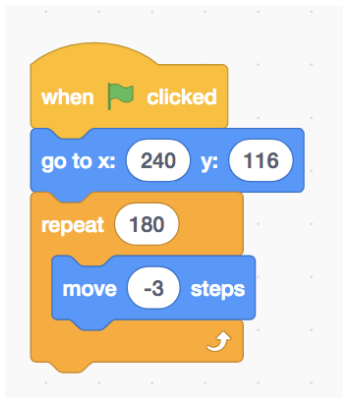 when clicked
go to x: 240 y: 116
repeat 180
move -3 steps